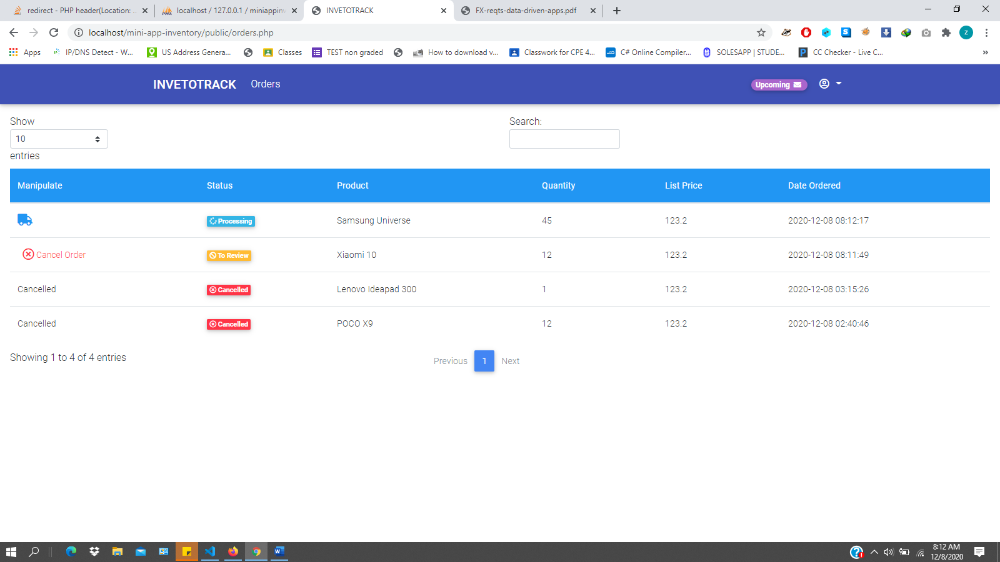 redirect - PHP header(Location: ...
localhost / 127.0.0.1 / miniappinv
INVETOTRACK
FX-reqts-data-driven-apps.pdf
localhost/mini-app-inventory/public/orders.php
z
Apps
IP/DNS Detect - W...
US Address Genera...
Classes
TEST non graded
How to download v...
Classwork for CPE 4...
C# Online Compiler...
SOLESAPP | STUDE...
CC Checker - Live C...
»
INVETOTRACK Orders
Upcoming
Show
10
entries
Search:
Manipulate Status Product Quantity List Price Date Ordered
Processing Samsung Universe 45 123.2 2020-12-08 08:12:17
Cancel Order To Review Xiaomi 10 12 123.2 2020-12-08 08:11:49
Cancelled Cancelled Lenovo Ideapad 300 1 123.2 2020-12-08 03:15:26
Cancelled Cancelled POCO X9 12 123.2 2020-12-08 02:40:46
Showing 1 to 4 of 4 entries
Previous 1 Next
8:12 AM
12/8/2020